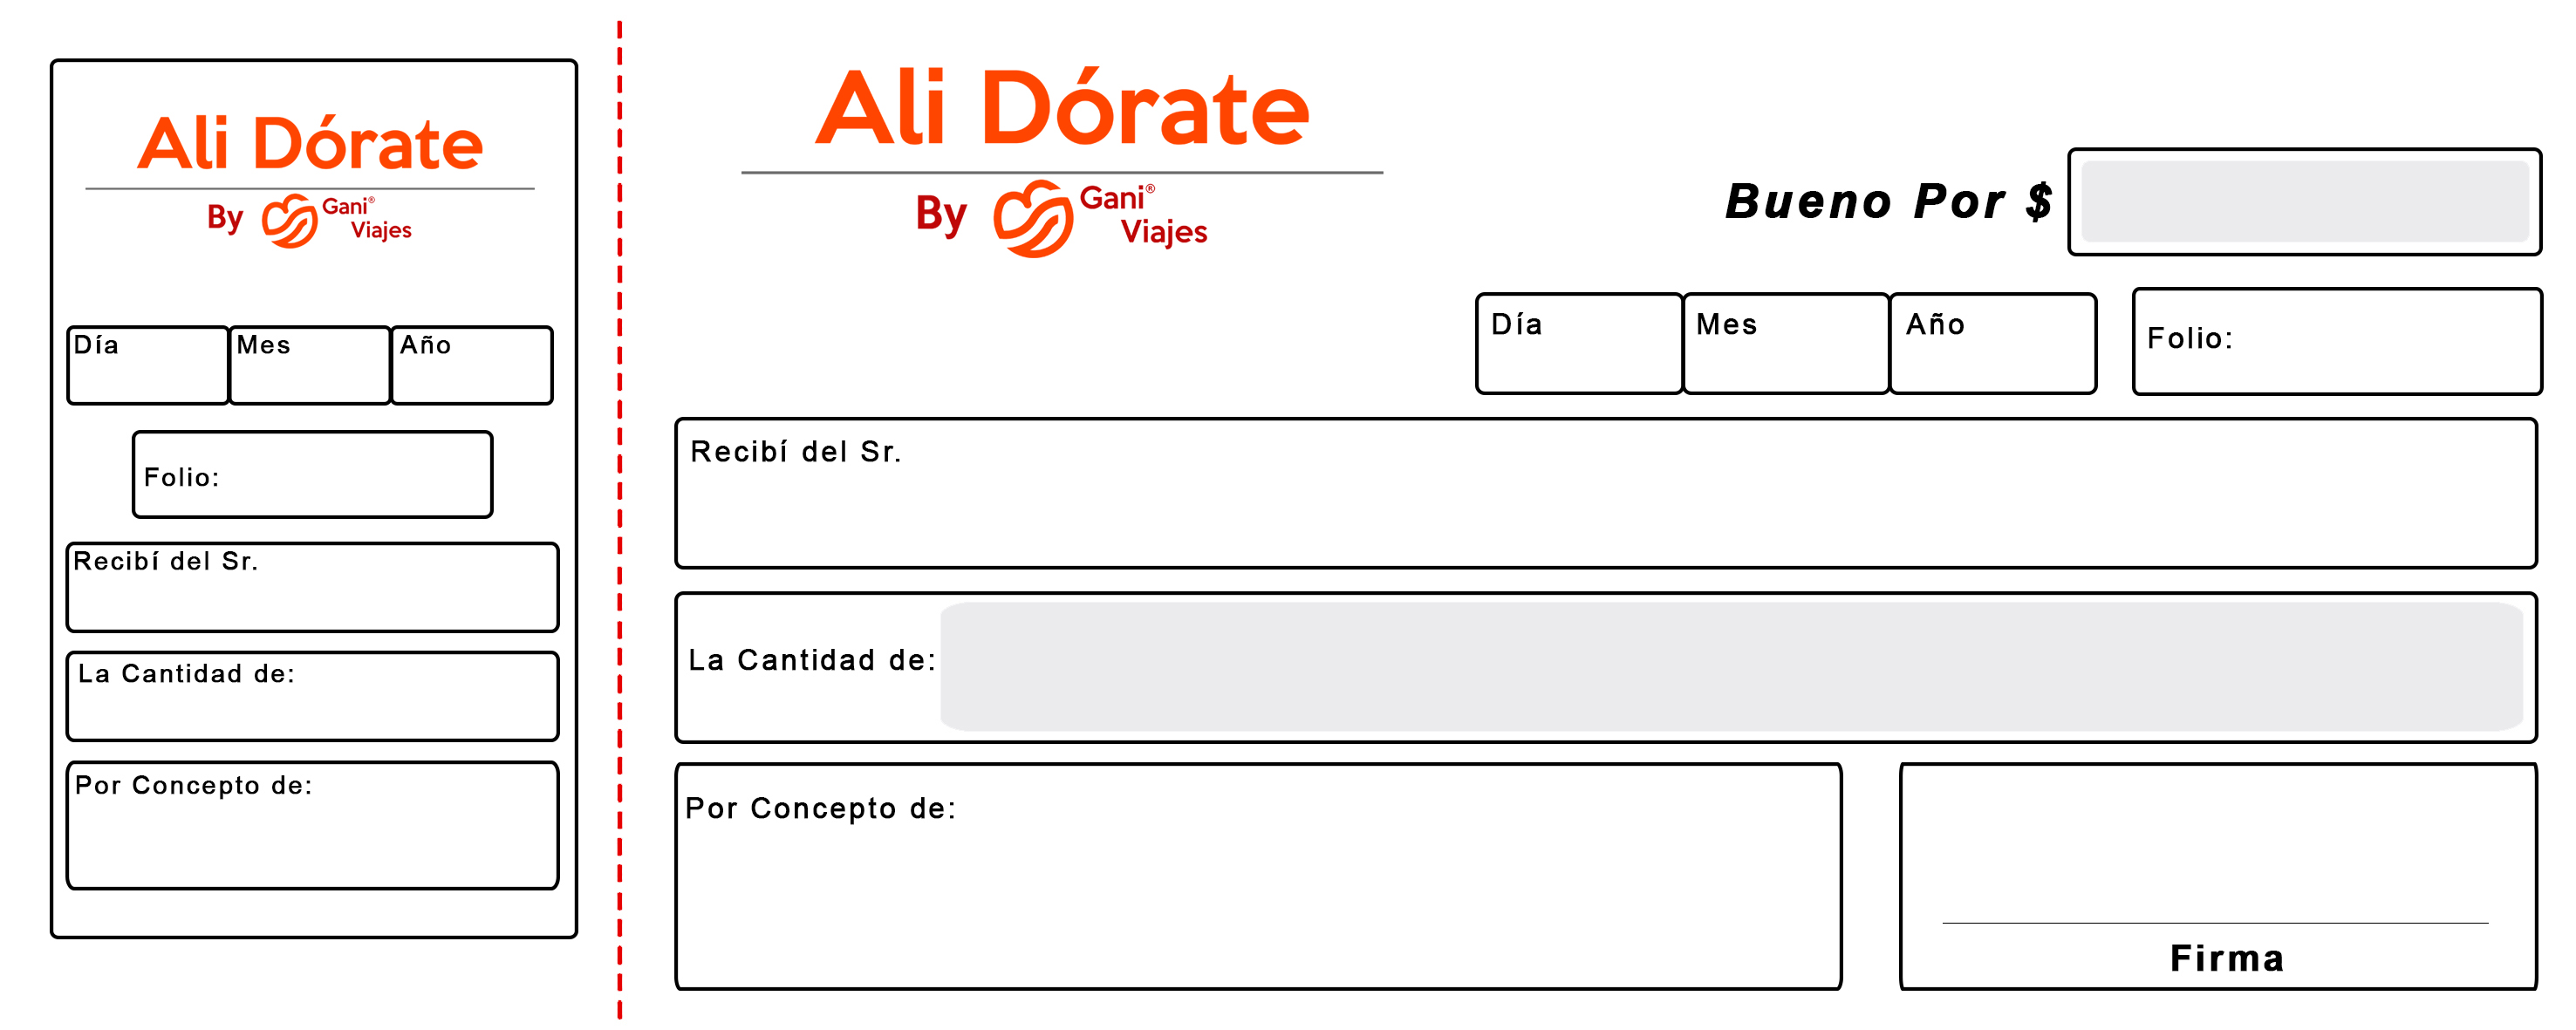 Ali Dórate
By Gani® Viajes
Día Mes Año
Folio:
Recibí del Sr.
La Cantidad de:
Por Concepto de:
Ali Dórate
By Gani® Viajes
Bueno Por $
Día Mes Año Folio:
Recibí del Sr.
La Cantidad de:
Por Concepto de:
Firma